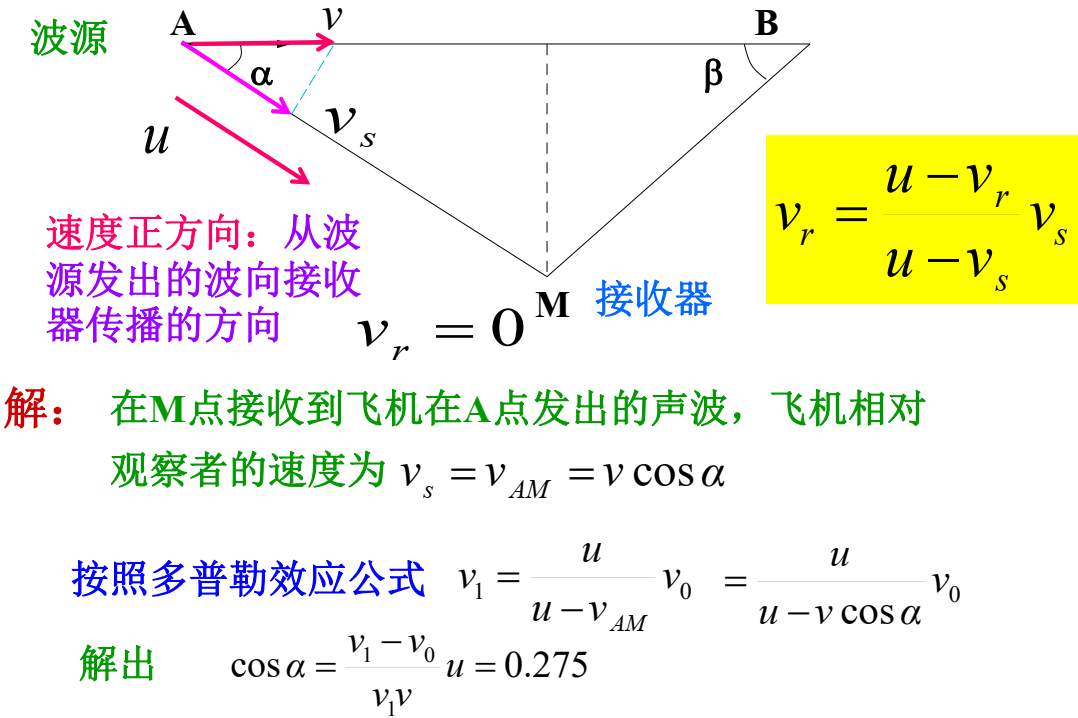 波源
A
v
B
α
β
v_s
u
v_r = \frac{u - v_r}{u - v_s} v_s
速度正方向：从波
源发出的波向接收
器传播的方向
M
接收器
v_r = 0
解：
在M点接收到飞机在A点发出的声波，飞机相对
观察者的速度为 v_s = v_{AM} = v cos α
按照多普勒效应公式 v_1 = \frac{u}{u - v_{AM}} v_0 = \frac{u}{u - v cos α} v_0
解出 cos α = \frac{v_1 - v_0}{v_1 v} u = 0.275